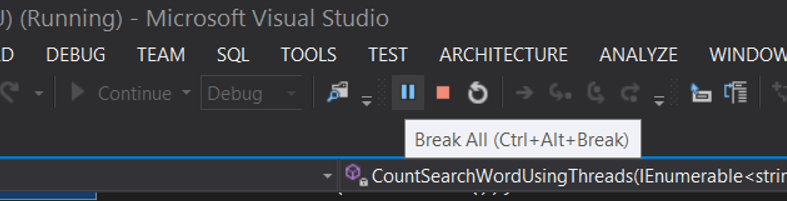 U) (Running) - Microsoft Visual Studio
D DEBUG TEAM SQL TOOLS TEST ARCHITECTURE ANALYZE WINDOW
Continue Debug
Break All (Ctrl+Alt+Break)
CountSearchWordUsingThreads(IEnumerable<strin